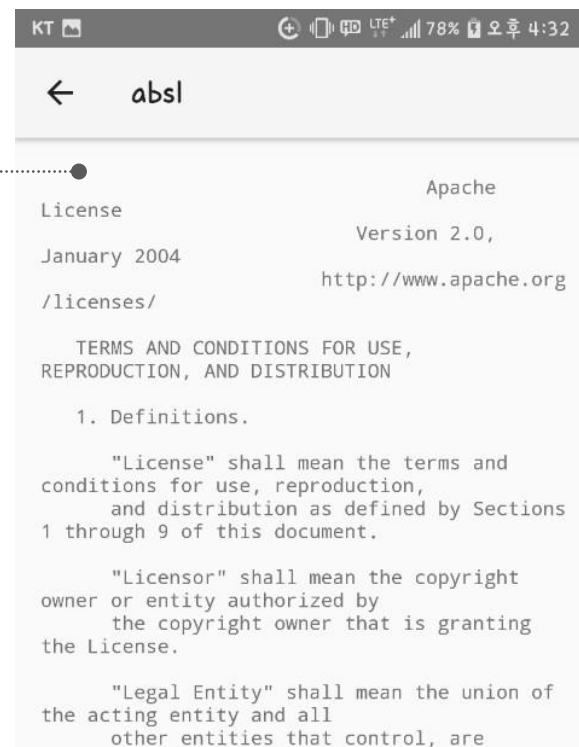 KT LTE+ 78% 오후 4:32
absl
Apache
License
Version 2.0,
January 2004
http://www.apache.org
/licenses/
TERMS AND CONDITIONS FOR USE,
REPRODUCTION, AND DISTRIBUTION
1. Definitions.
"License" shall mean the terms and
conditions for use, reproduction,
and distribution as defined by Sections
1 through 9 of this document.
"Licensor" shall mean the copyright
owner or entity authorized by
the copyright owner that is granting
the License.
"Legal Entity" shall mean the union of
the acting entity and all
other entities that control, are